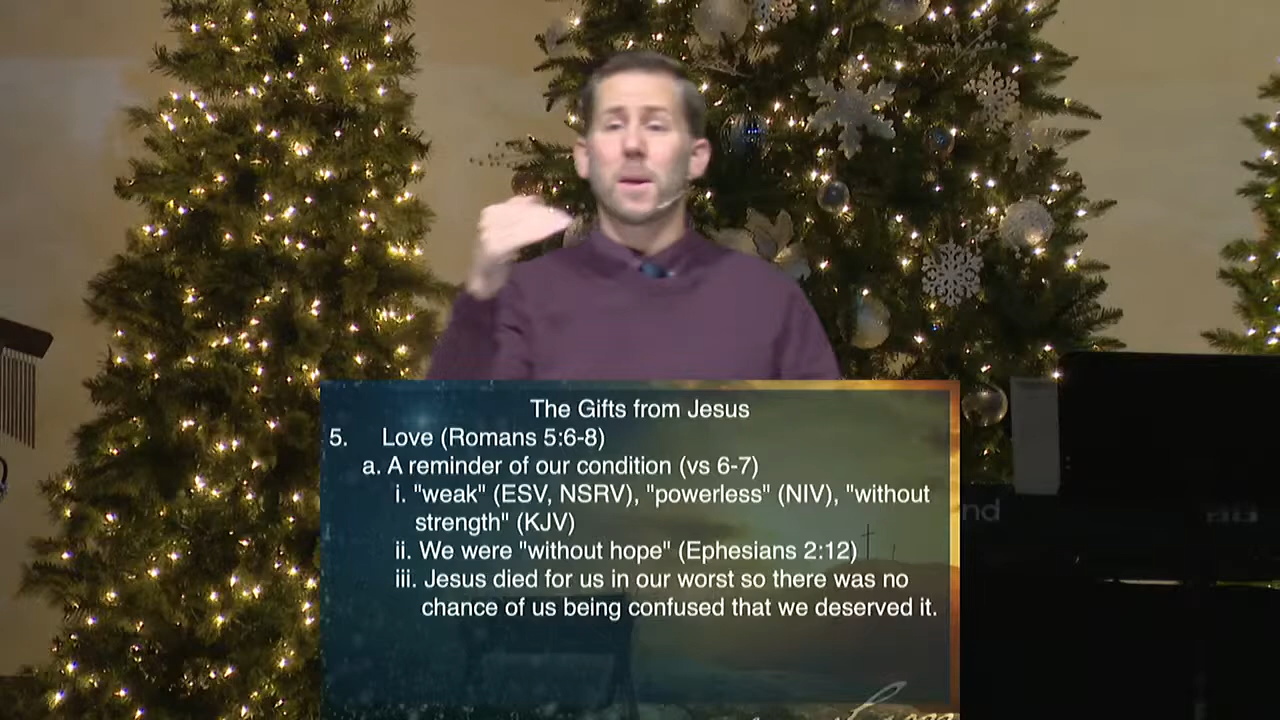 The Gifts from Jesus
5. Love (Romans 5:6-8)
a. A reminder of our condition (vs 6-7)
i. "weak" (ESV, NSRV), "powerless" (NIV), "without
strength" (KJV)
ii. We were "without hope" (Ephesians 2:12)
iii. Jesus died for us in our worst so there was no
chance of us being confused that we deserved it.